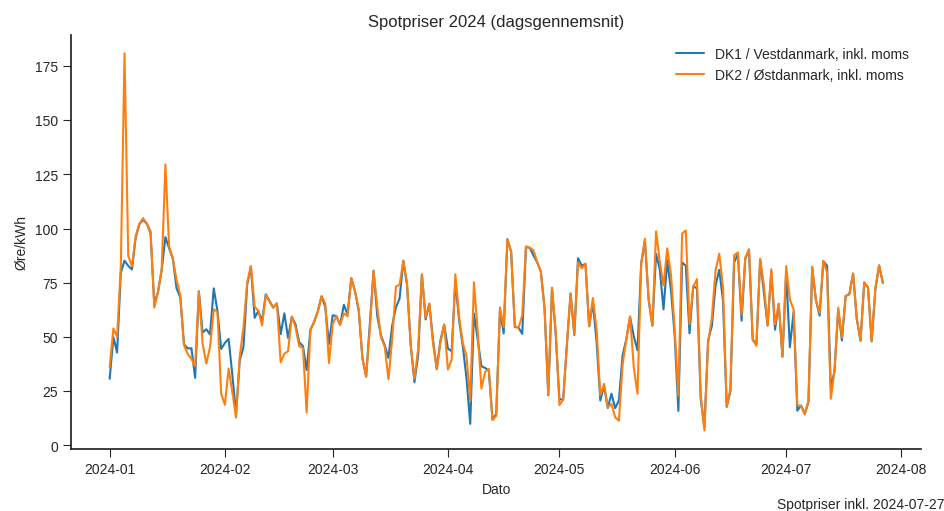 Spotpriser 2024 (dagsgennemsnit)
DK1 / Vestdanmark, inkl. moms
DK2 / Østdanmark, inkl. moms
Øre/kWh
175
150
125
100
75
50
25
0
2024-01
2024-02
2024-03
2024-04
2024-05
2024-06
2024-07
2024-08
Dato
Spotpriser inkl. 2024-07-27